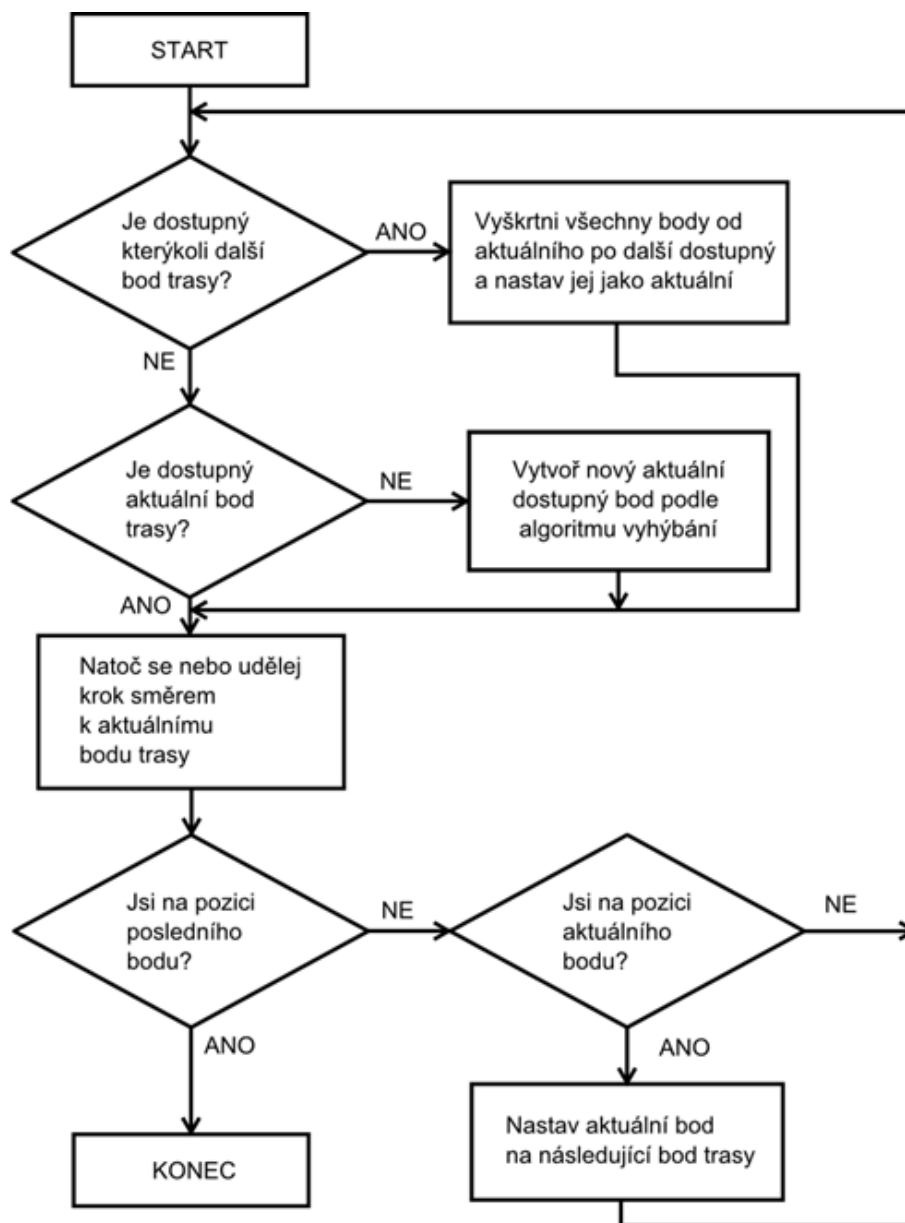 START
Je dostupný
kterýkoli další
bod trasy?
ANO
Vyškrtni všechny body od
aktuálního po další dostupný
a nastav jej jako aktuální
NE
Je dostupný
aktuální bod
trasy?
NE
Vytvoř nový aktuální
dostupný bod podle
algoritmu vyhýbání
ANO
Natoč se nebo udělej
krok směrem
k aktuálnímu
bodu trasy
Jsi na pozici
posledního
bodu?
NE
Jsi na pozici
aktuálního
bodu?
NE
ANO
ANO
Nastav aktuální bod
na následující bod trasy
KONEC